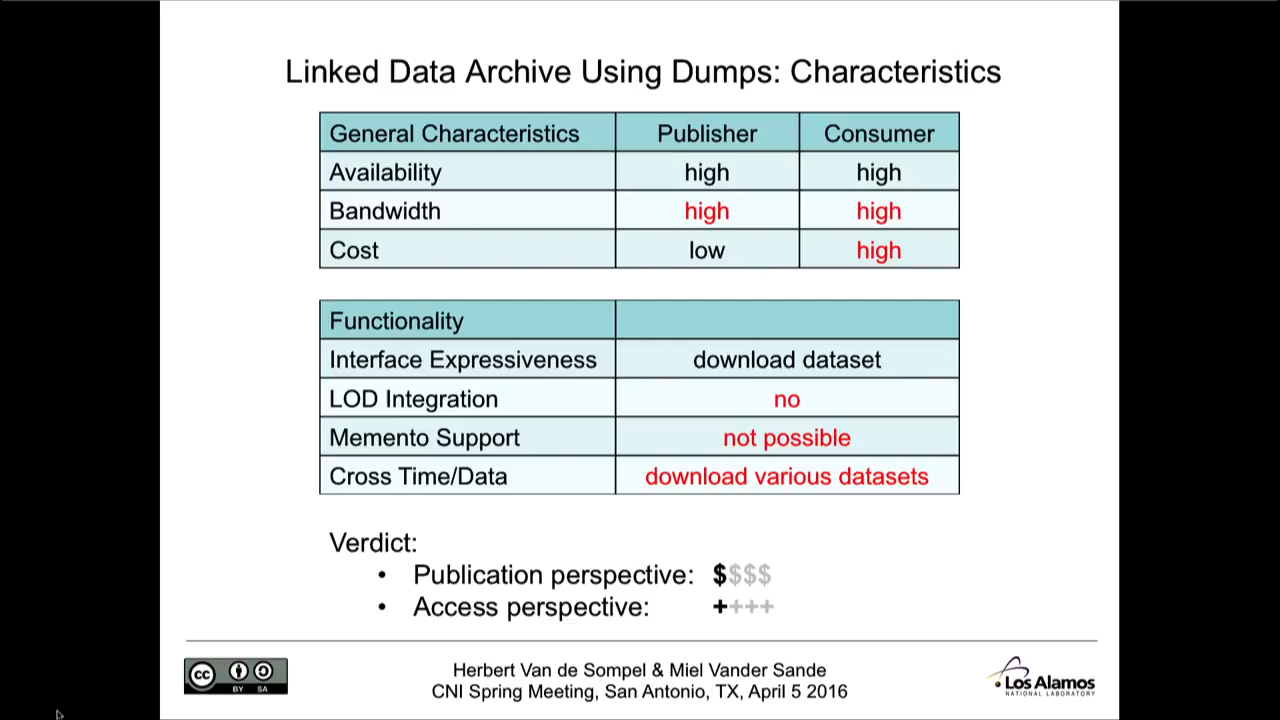 Linked Data Archive Using Dumps: Characteristics
General Characteristics Publisher Consumer
Availability high high
Bandwidth high high
Cost low high
Functionality
Interface Expressiveness download dataset
LOD Integration no
Memento Support not possible
Cross Time/Data download various datasets
Verdict:
• Publication perspective: $$$$
• Access perspective: ++++
Herbert Van de Sompel & Miel Vander Sande
CNI Spring Meeting, San Antonio, TX, April 5 2016
cc BY SA
Los Alamos
NATIONAL LABORATORY